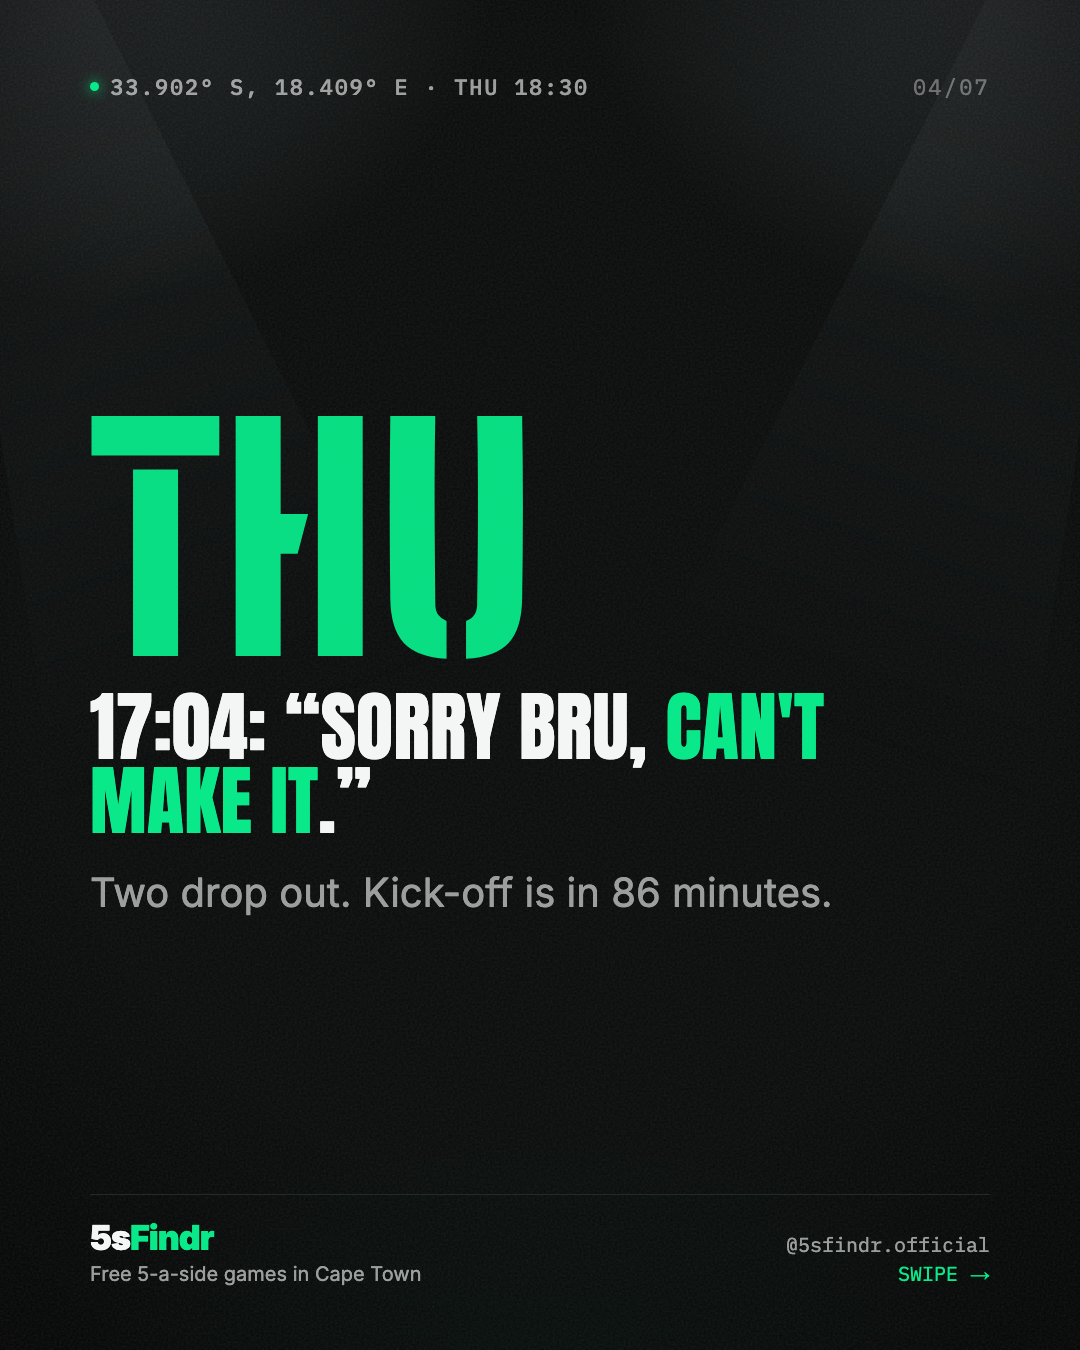 33.902° S, 18.409° E · THU 18:30
04/07
THU
17:04: “SORRY BRU, CAN'T
MAKE IT.”
Two drop out. Kick-off is in 86 minutes.
5sFindr
Free 5-a-side games in Cape Town
@5sfindr.official
SWIPE →